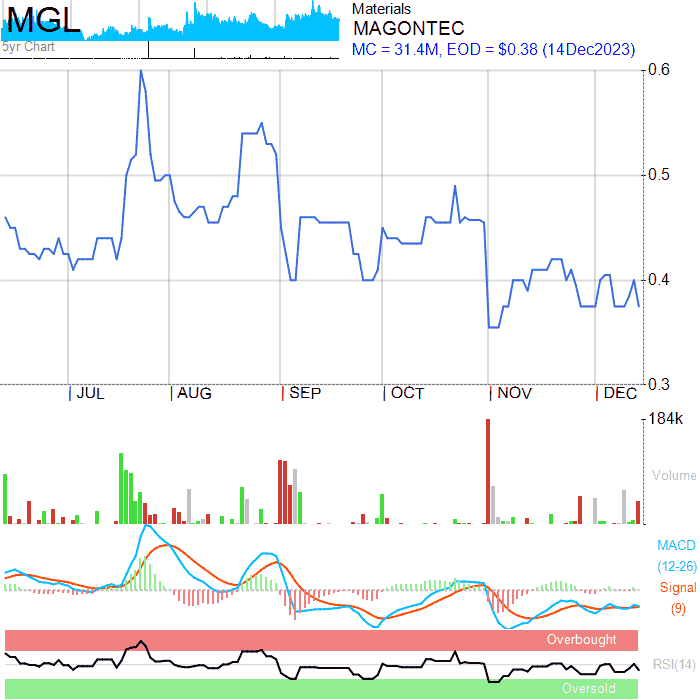 MGL
5yr Chart
Materials
MAGONTEC
MC = 31.4M, EOD = $0.38 (14Dec2023)
0.6
0.5
0.4
0.3
JUL AUG SEP OCT NOV DEC
184k
Volume
MACD
(12-26)
Signal
(9)
Overbought
RSI(14)
Oversold